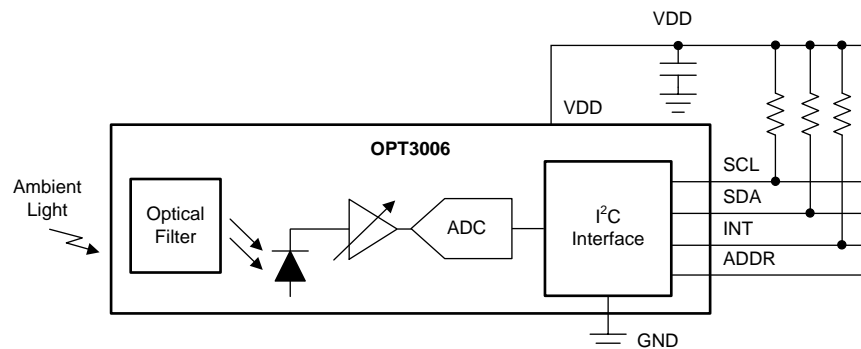 VDD
VDD
OPT3006
Ambient
Light
Optical
Filter
ADC
I²C
Interface
SCL
SDA
INT
ADDR
GND